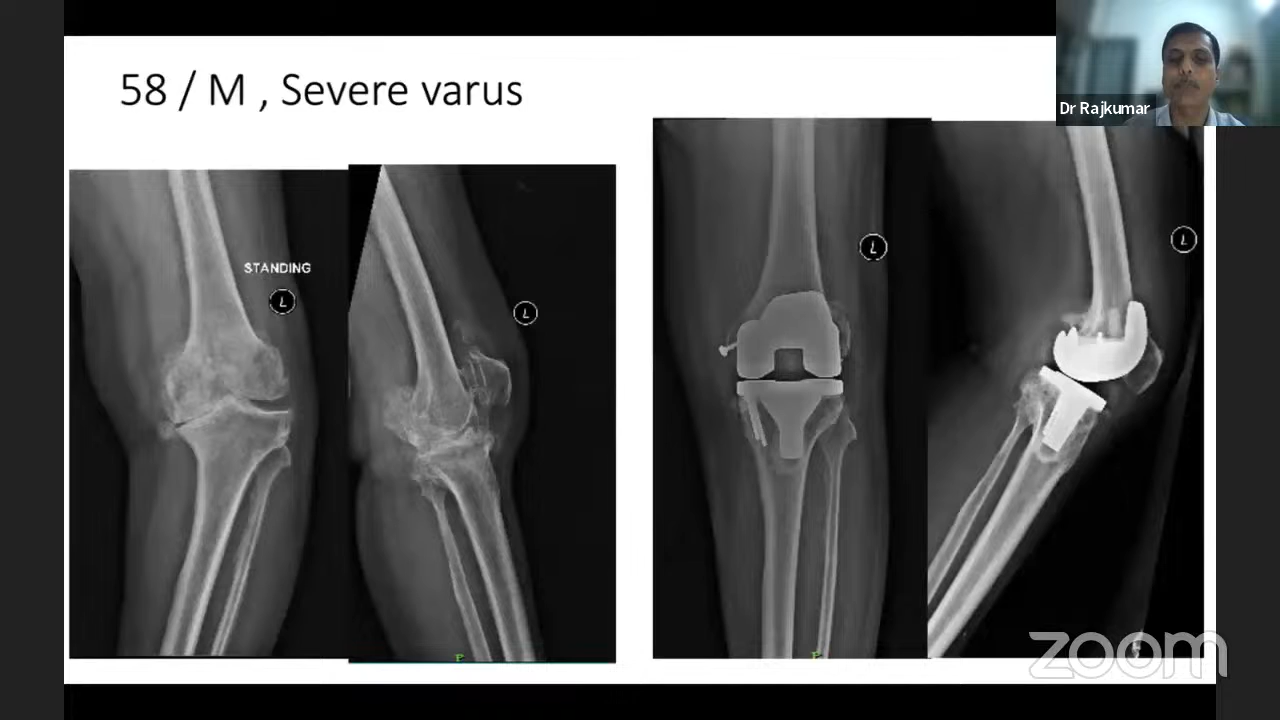 58 / M , Severe varus
Dr Rajkumar
STANDING
L
L
L
L
F
F
zoom